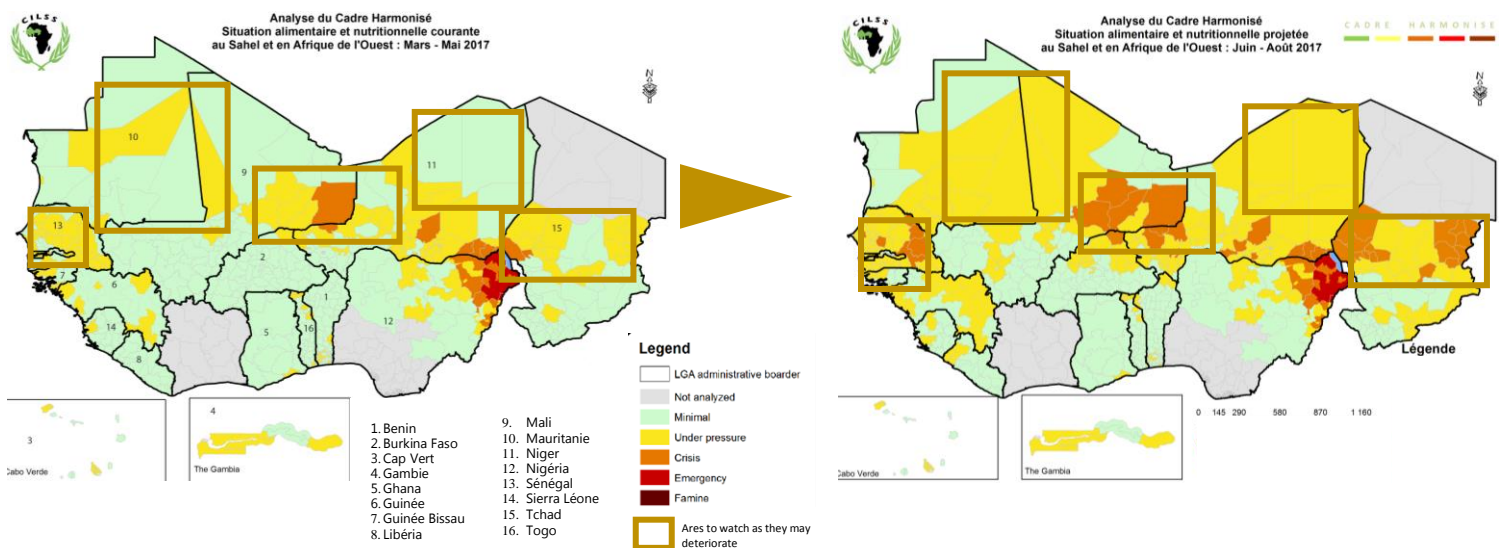 CILSS
Analyse du Cadre Harmonisé
Situation alimentaire et nutritionnelle courante
au Sahel et en Afrique de l'Ouest : Mars - Mai 2017
N
10
9
11
13
15
7
6
2
1
14
5
16
12
8
3
Cabo Verde
4
The Gambia
1. Benin
2. Burkina Faso
3. Cap Vert
4. Gambie
5. Ghana
6. Guinée
7. Guinée Bissau
8. Libéria
9. Mali
10. Mauritanie
11. Niger
12. Nigéria
13. Sénégal
14. Sierra Léone
15. Tchad
16. Togo
Legend
LGA administrative boarder
Not analyzed
Minimal
Under pressure
Crisis
Emergency
Famine
Ares to watch as they may
deteriorate
CILSS
Analyse du Cadre Harmonisé
Situation alimentaire et nutritionnelle projetée
au Sahel et en Afrique de l'Ouest : Juin - Août 2017
CADRE HARMONISE
N
Légende
0 145 290 580 870 1 160
Cabo Verde
The Gambia